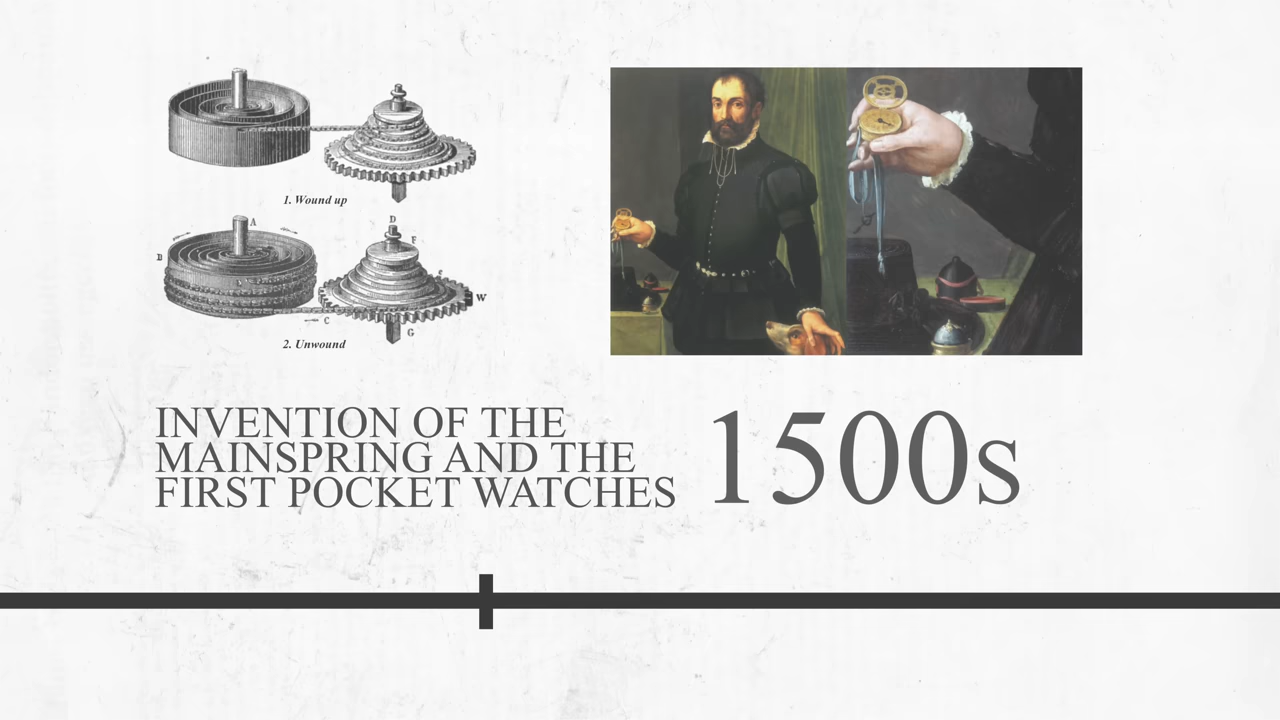 1. Wound up
A
D
F
B
b
e
W
C
G
2. Unwound
INVENTION OF THE
MAINSPRING AND THE
FIRST POCKET WATCHES
1500s